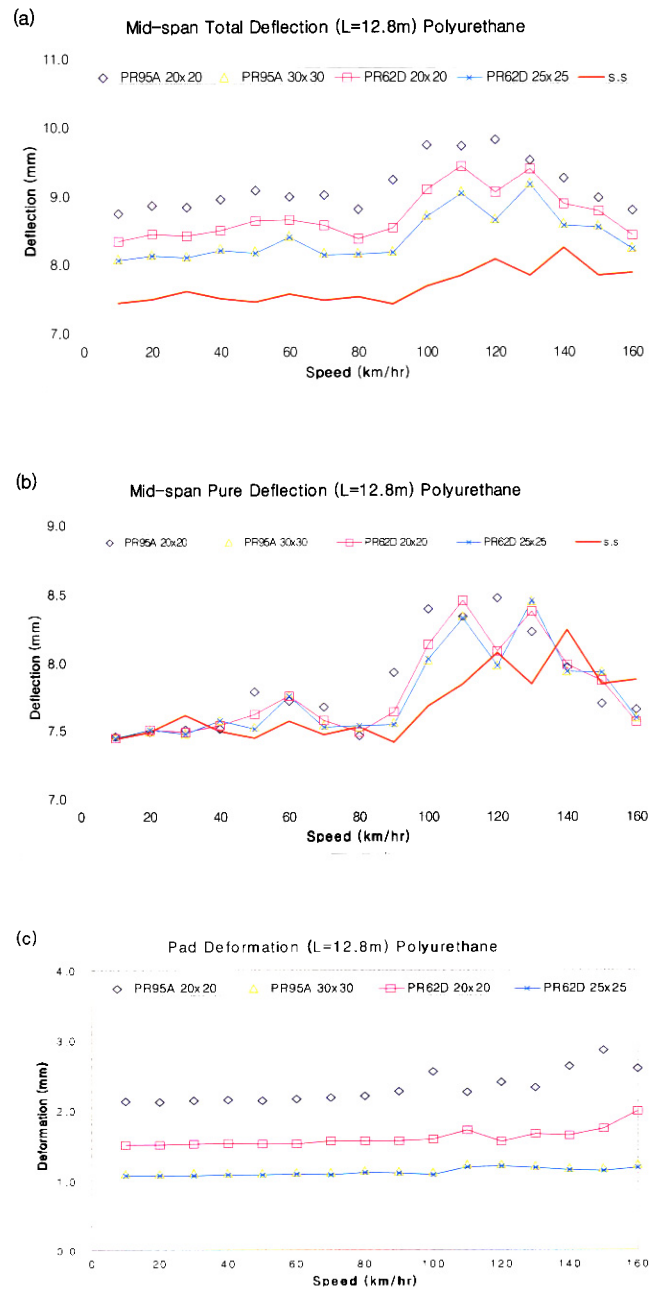 (a)
Mid-span Total Deflection (L=12.8m) Polyurethane
11.0
PR95A 20x20 PR95A 30x30 PR62D 20x20 PR62D 25x25 s.s
10.0
9.0
8.0
7.0
Deflection (mm)
0 20 40 60 80 100 120 140 160
Speed (km/hr)
(b)
Mid-span Pure Deflection (L=12.8m) Polyurethane
9.0
PR95A 20x20 PR95A 30x30 PR62D 20x20 PR62D 25x25 s.s
8.5
8.0
7.5
7.0
Deflection (mm)
0 20 40 60 80 100 120 140 160
Speed (km/hr)
(c)
Pad Deformation (L=12.8m) Polyurethane
4.0
PR95A 20x20 PR95A 30x30 PR62D 20x20 PR62D 25x25
3.0
2.0
1.0
0.0
Deformation (mm)
0 20 40 60 80 100 120 140 160
Speed (km/hr)